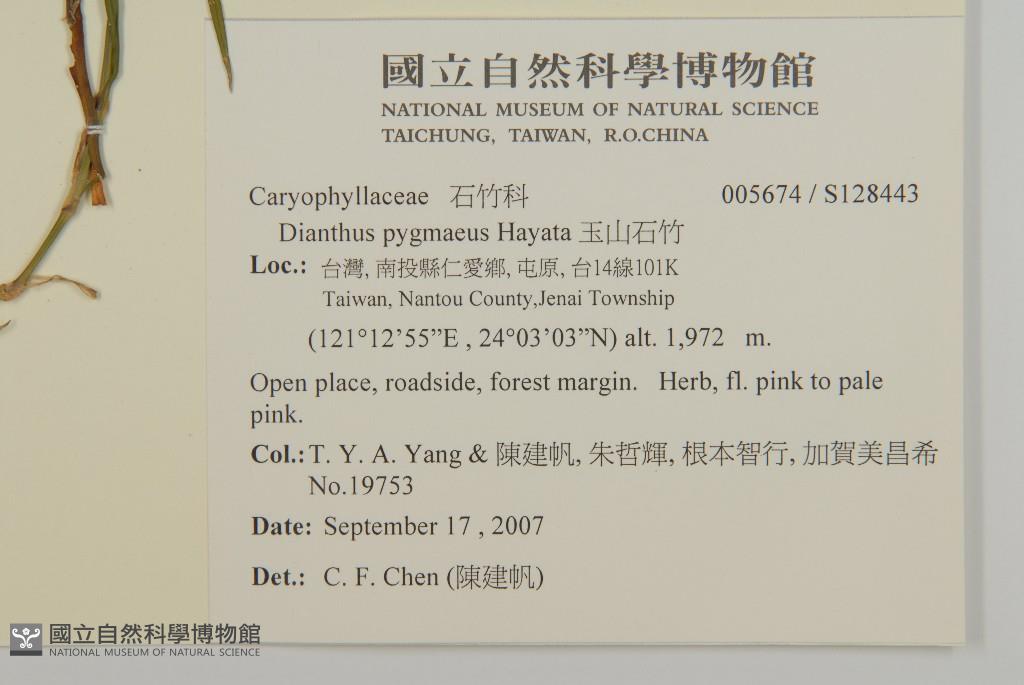 國立自然科學博物館
NATIONAL MUSEUM OF NATURAL SCIENCE
TAICHUNG, TAIWAN, R.O.CHINA
Caryophyllaceae 石竹科 005674 / S128443
Dianthus pygmaeus Hayata 玉山石竹
Loc.: 台灣, 南投縣仁愛鄉, 屯原, 台14線101K
Taiwan, Nantou County,Jenai Township
(121°12’55”E , 24°03’03”N) alt. 1,972 m.
Open place, roadside, forest margin. Herb, fl. pink to pale
pink.
Col.: T. Y. A. Yang & 陳建帆, 朱哲輝, 根本智行, 加賀美昌希
No.19753
Date: September 17 , 2007
Det.: C. F. Chen (陳建帆)
國立自然科學博物館
NATIONAL MUSEUM OF NATURAL SCIENCE